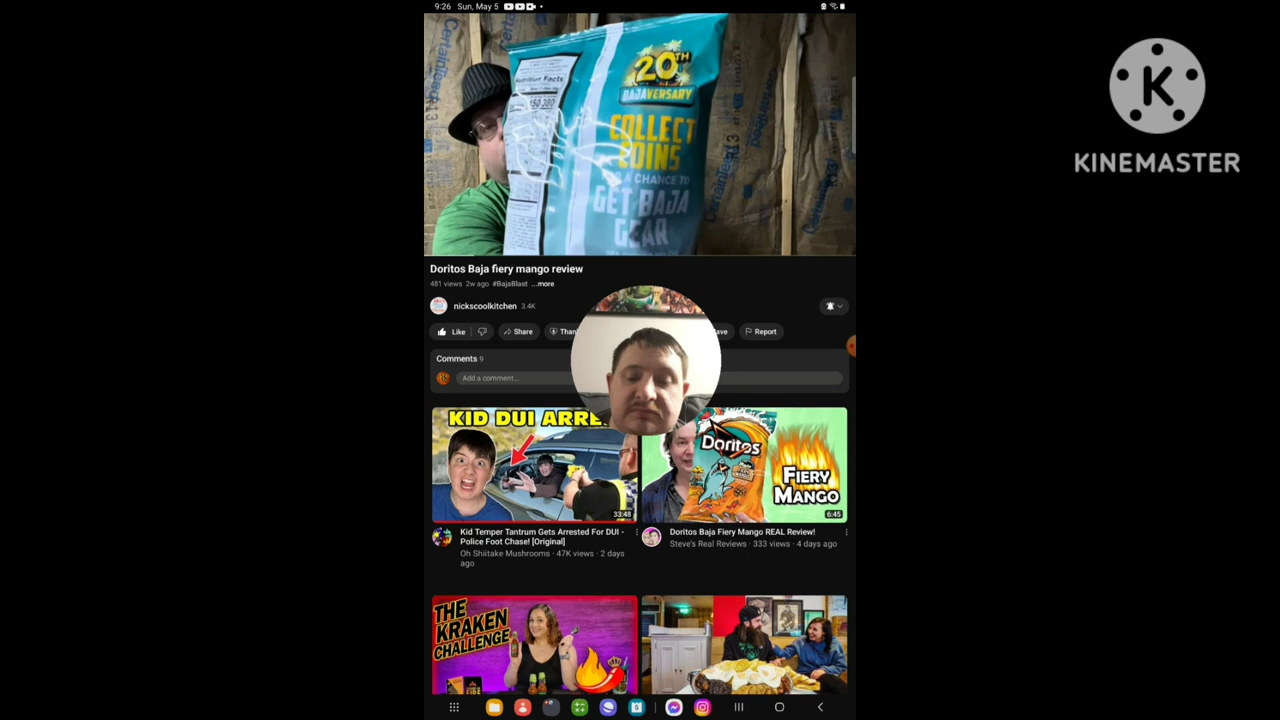 9:26 Sun, May 5
CertainTeed
R13
Nutrition Facts
20TH
BAJAVERSARY
COLLECT
COINS
A CHANCE TO
GET BAJA
GEAR
K
KINEMASTER
Doritos Baja fiery mango review
481 views 2w ago #BajaBlast ...more
nickscoolkitchen 3.4K
Like Share Than ave Report
Comments 9
Add a comment...
KID DUI ARRE
33:48
Doritos
FIERY
MANGO
6:45
Kid Temper Tantrum Gets Arrested For DUI -
Police Foot Chase! [Original]
Oh Shiitake Mushrooms · 47K views · 2 days
ago
Doritos Baja Fiery Mango REAL Review!
Steve's Real Reviews · 333 views · 4 days ago
THE
KRAKEN
CHALLENGE